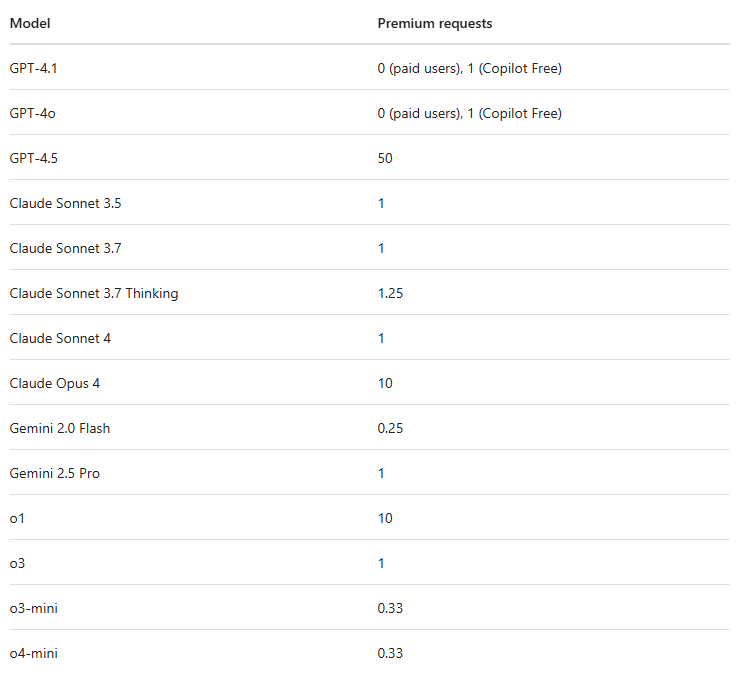 Model Premium requests
GPT-4.1 0 (paid users), 1 (Copilot Free)
GPT-4o 0 (paid users), 1 (Copilot Free)
GPT-4.5 50
Claude Sonnet 3.5 1
Claude Sonnet 3.7 1
Claude Sonnet 3.7 Thinking 1.25
Claude Sonnet 4 1
Claude Opus 4 10
Gemini 2.0 Flash 0.25
Gemini 2.5 Pro 1
o1 10
o3 1
o3-mini 0.33
o4-mini 0.33